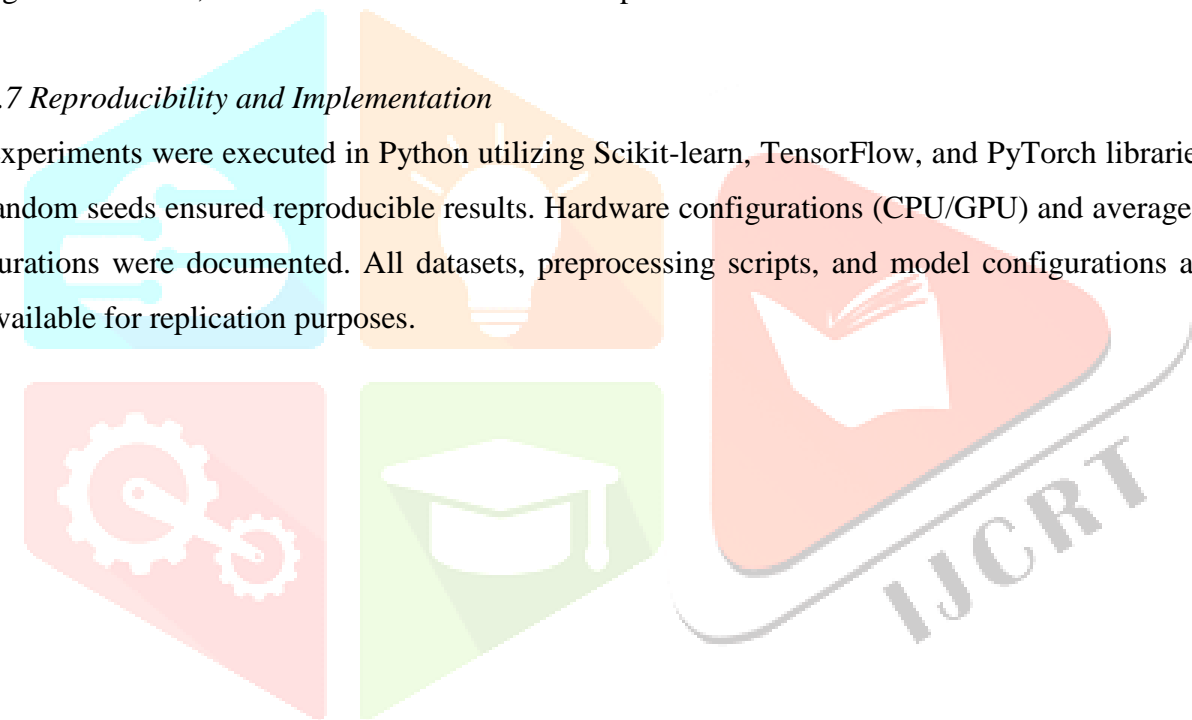 .7 Reproducibility and Implementation
xperiments were executed in Python utilizing Scikit-learn, TensorFlow, and PyTorch librarie
andom seeds ensured reproducible results. Hardware configurations (CPU/GPU) and average
urations were documented. All datasets, preprocessing scripts, and model configurations a
vailable for replication purposes.
IJCRT